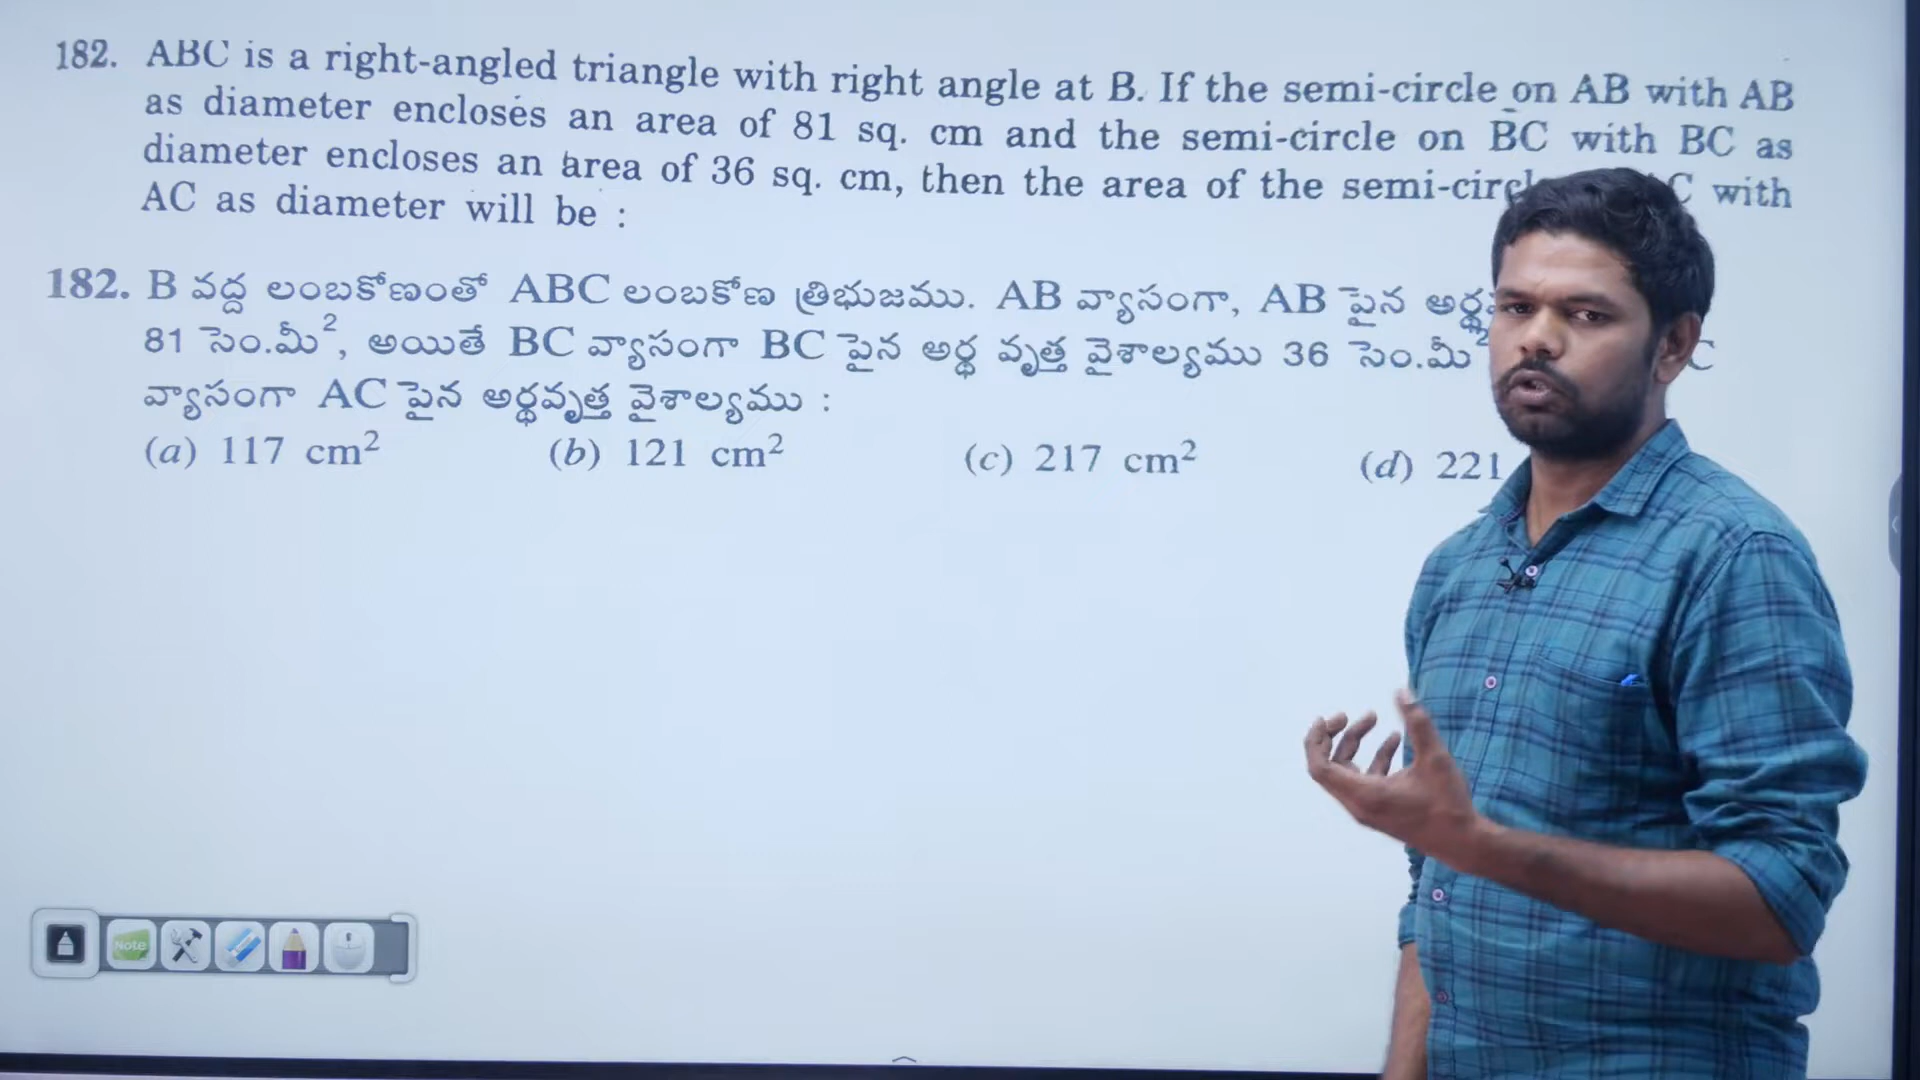 182. ABC is a right-angled triangle with right angle at B. If the semi-circle on AB with AB
as diameter encloses an area of 81 sq. cm and the semi-circle on BC with BC as
diameter encloses an area of 36 sq. cm, then the area of the semi-circl C with
AC as diameter will be :
182. B వద్ద లంబకోణంతో ABC లంబకోణ త్రిభుజము. AB వ్యాసంగా, AB పైన
81 సెం.మీ², అయితే BC వ్యాసంగా BC పైన అర్ధ వృత్త వైశాల్యము 36 సెం.మీ² C
వ్యాసంగా AC పైన అర్ధవృత్త వైశాల్యము :
(a) 117 cm² (b) 121 cm² (c) 217 cm² (d) 221
Note